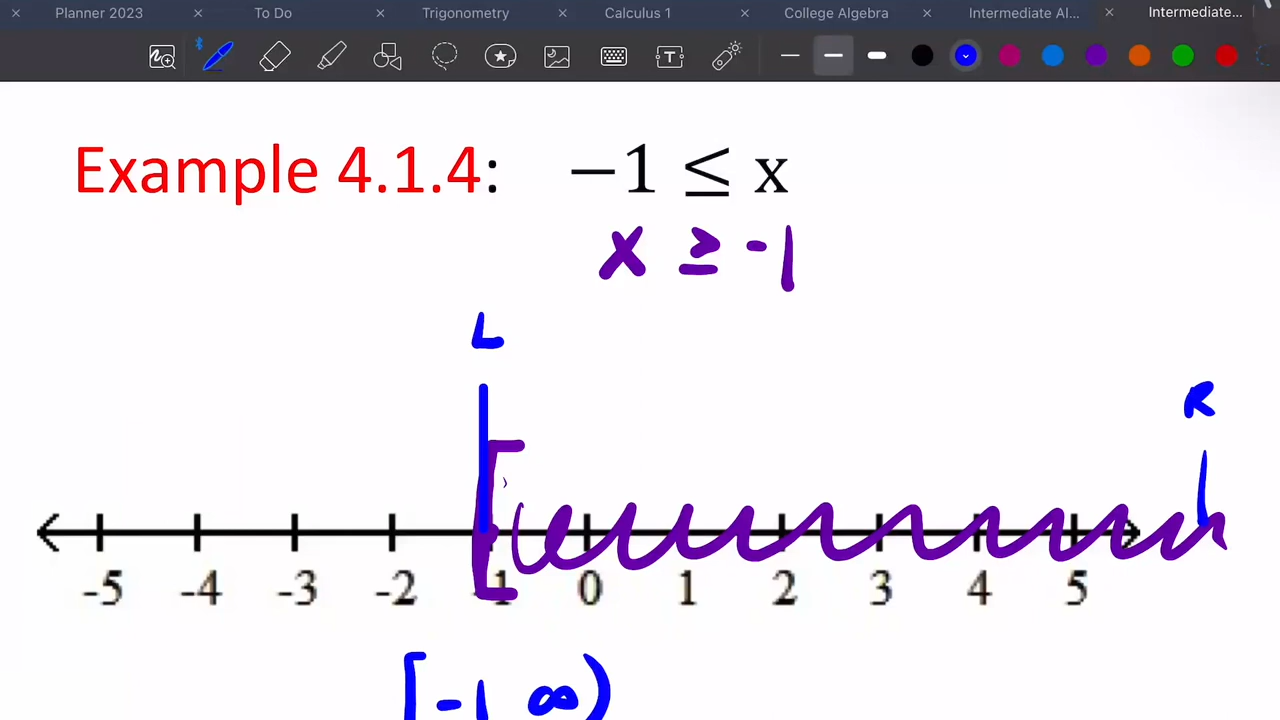 Planner 2023 × To Do × Trigonometry × Calculus 1 × College Algebra × Intermediate Al... × Intermediate...
T
Example 4.1.4: −1 ≤ x
x ≥ -1
L
R
[
-5 -4 -3 -2 -1 0 1 2 3 4 5
[-1 ∞)